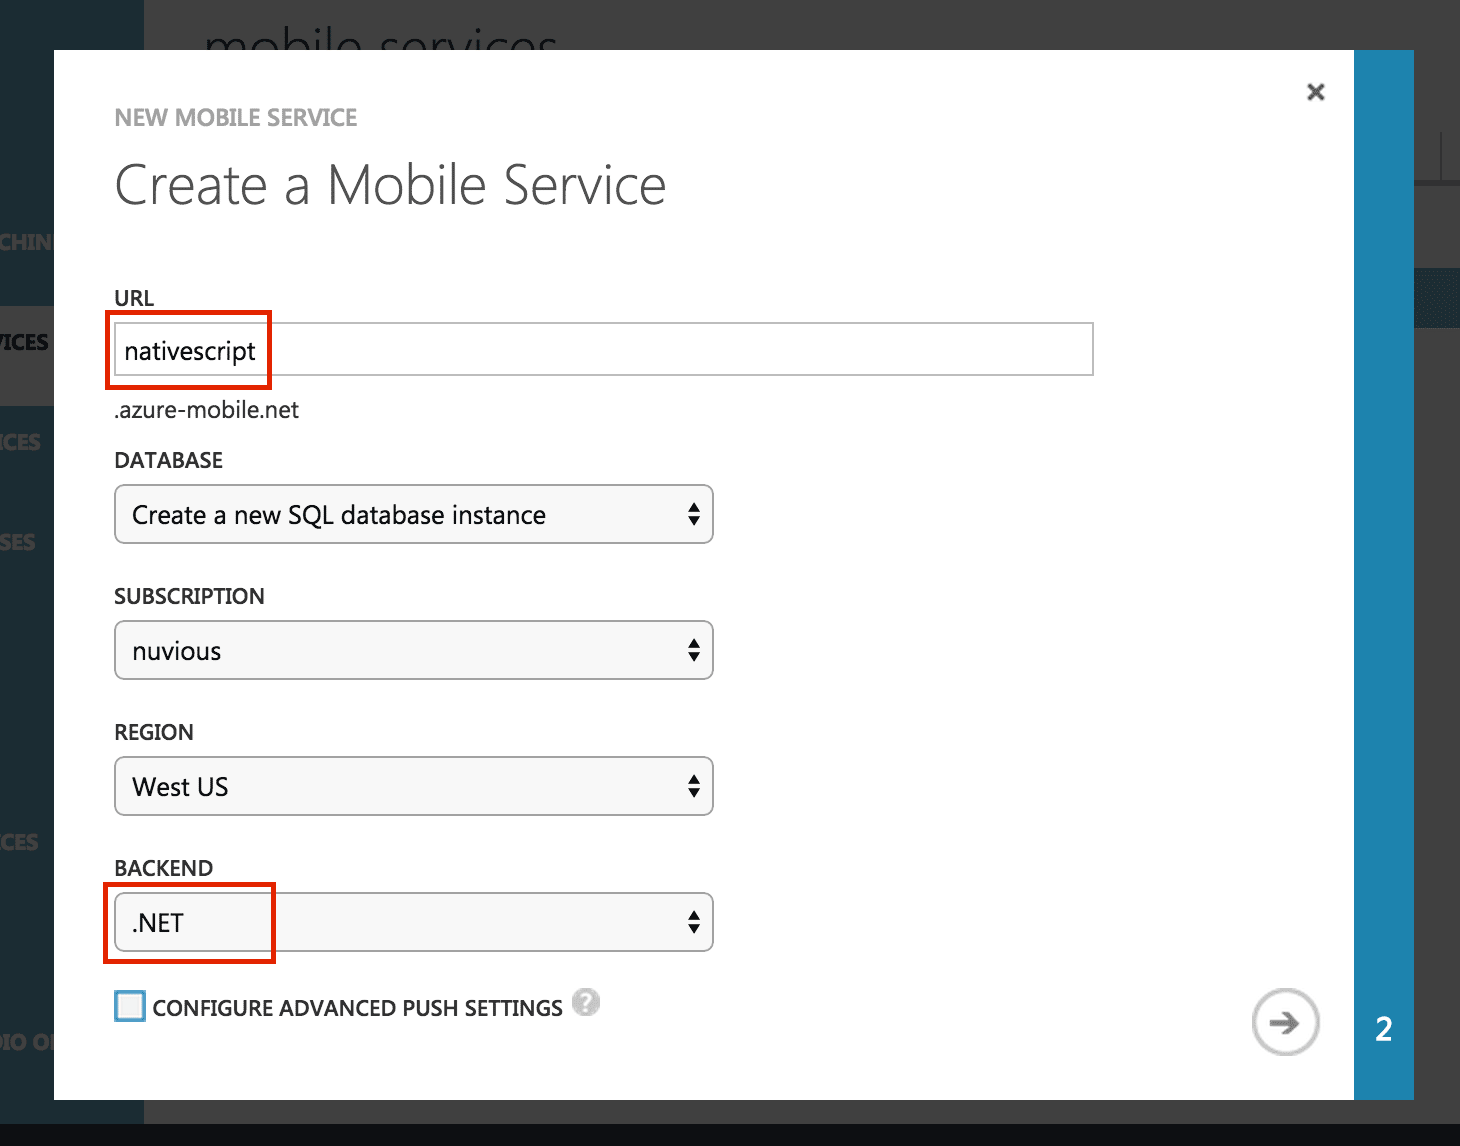 mobile services
NEW MOBILE SERVICE
Create a Mobile Service
URL
nativescript
.azure-mobile.net
DATABASE
Create a new SQL database instance
SUBSCRIPTION
nuvious
REGION
West US
BACKEND
.NET
CONFIGURE ADVANCED PUSH SETTINGS ?
2
CHIN
VICES
ICES
SES
CES
DIO O